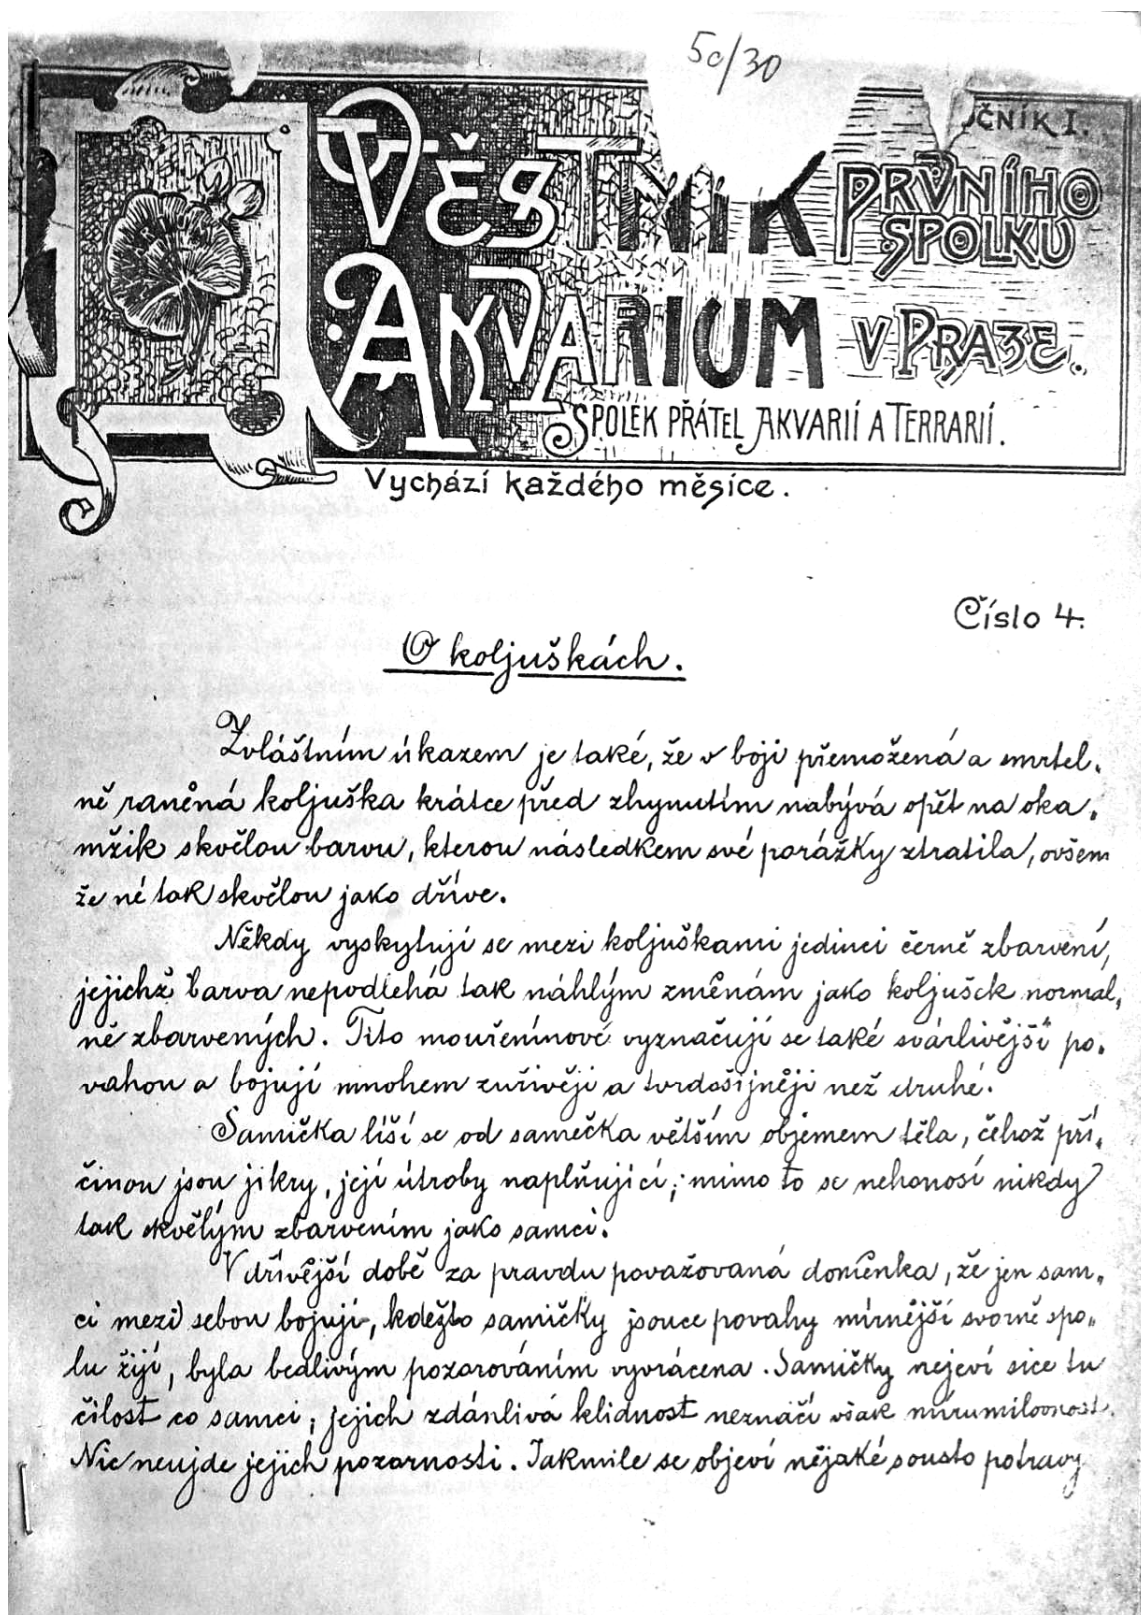 50/30
ČNÍK I.
VĚSTNÍK PRVNÍHO
SPOLKU
AKVARIUM V PRAZE.
SPOLEK PŘÁTEL AKVARIÍ A TERRARIÍ.
Vychází každého měsíce.
Číslo 4.
O koljuškách.
Zvláštním úkazem je také, že v boji přemožená a smrtel-
ně raněná koljuška krátce před zhynutím nabývá opět na oka-
mžik skvělou barvu, kterou následkem své porážky ztratila, ovšem
že né tak skvělou jako dříve.
Někdy vyskytují se mezi koljuškami jedinci černě zbarvení,
jejichž barva nepodléhá tak náhlým změnám jako koljušek normal-
ně zbarvených. Tito mouřenínové vyznačují se také svárlivější po-
vahou a bojují mnohem zuřivěji a tvrdošijněji než druhé.
Samička liší se od samečka větším objemem těla, čehož pří-
činou jsou jikry, její útroby naplňující; mimo to se nehonosí nikdy
tak skvělým zbarvením jako samci.
V dřívější době za pravdu považovaná doměnka, že jen sam-
ci mezi sebou bojují, kdežto samičky jsouce povahy mírnější svorně spo-
lu žijí, byla bedlivým pozorováním vyvrácena. Samičky nejeví sice tu
čilost co samci; jejich zdánlivá klidnost neznáčí však mírumilovnost.
Nic neujde jejich pozornosti. Jakmile se objeví nějaké sousto potravy